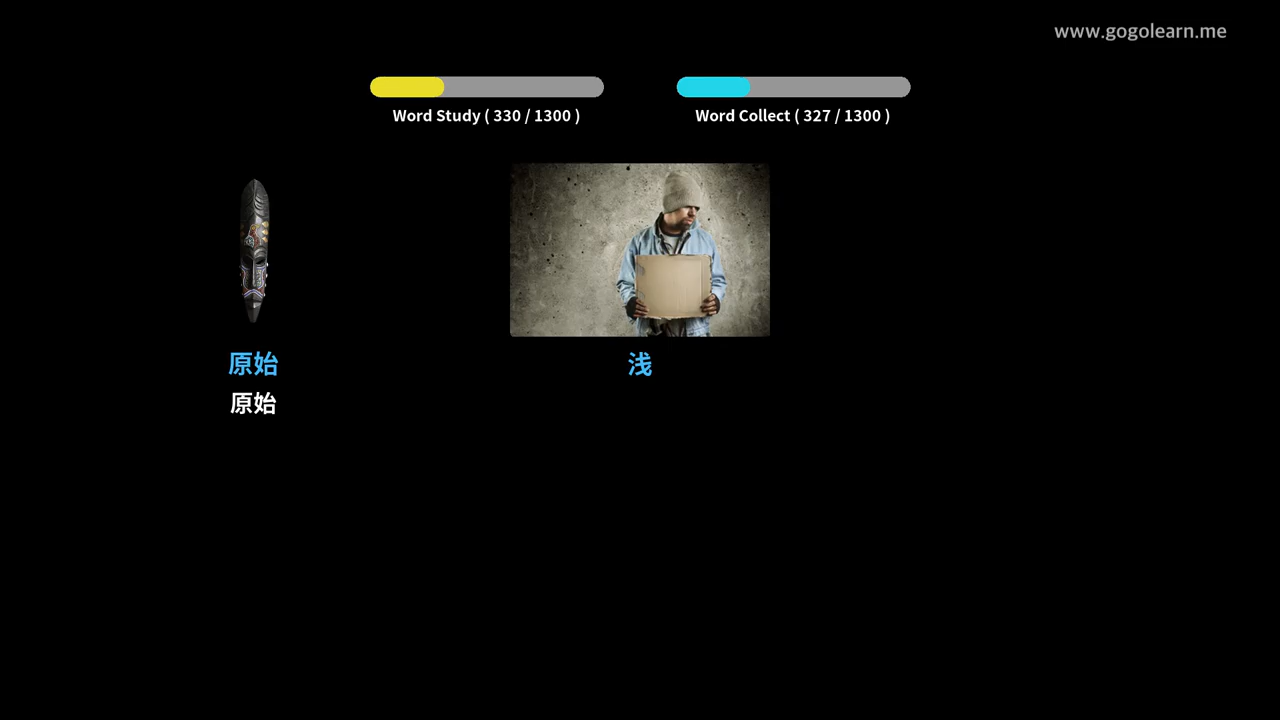 www.gogolearn.me
Word Study ( 330 / 1300 )
Word Collect ( 327 / 1300 )
原始
浅
原始